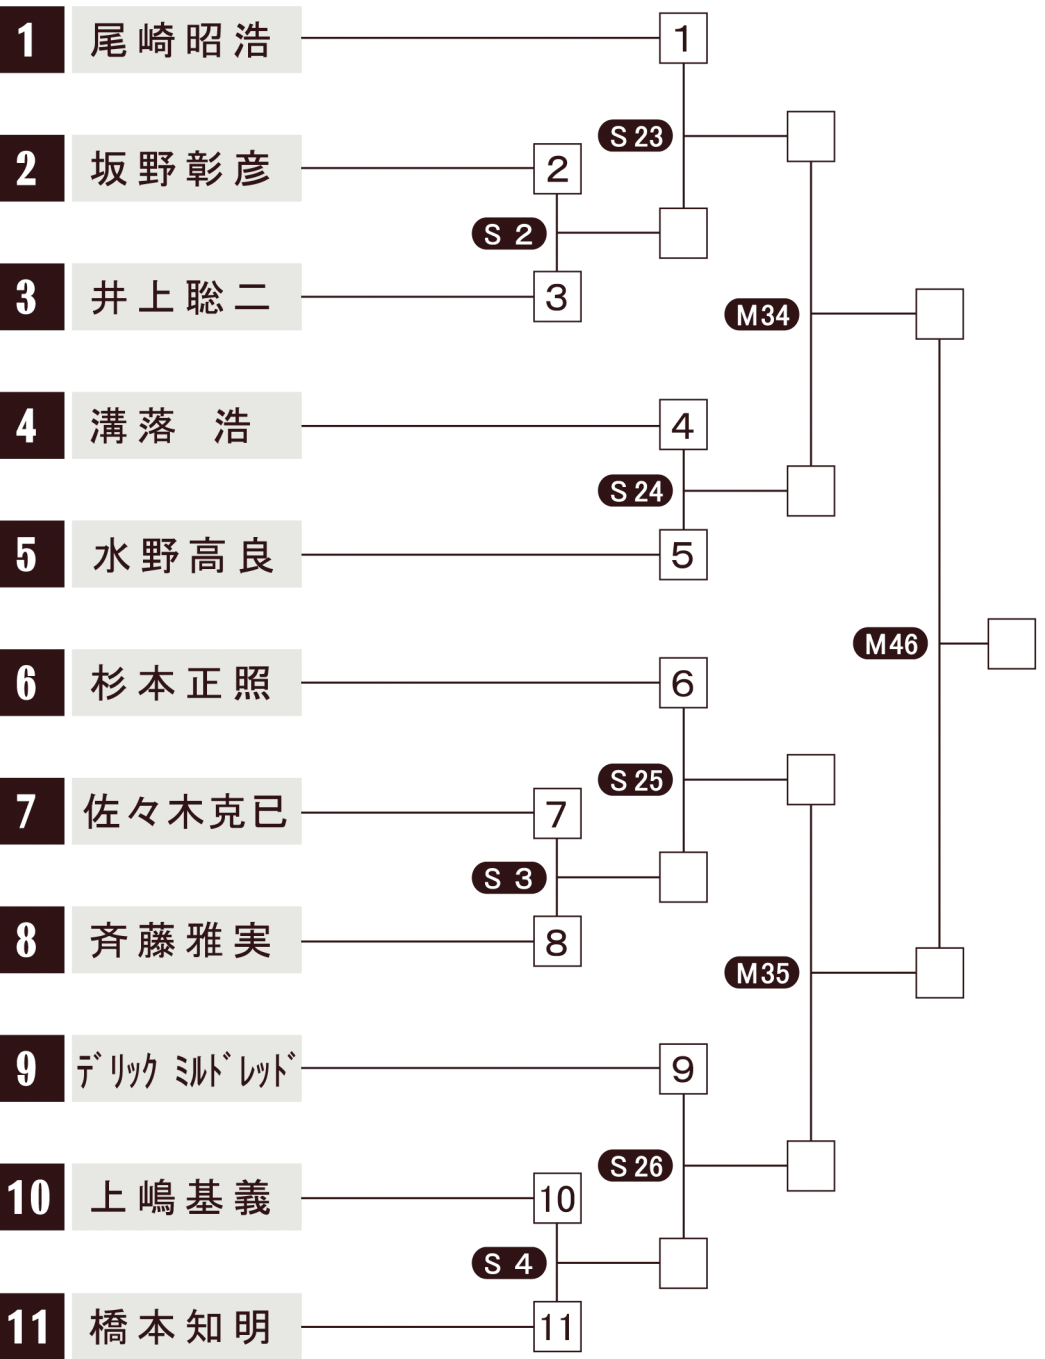 1 尾崎昭浩 1
S 23
2 坂野彰彦 2
S 2
3 井上聡二 3
M34
4 溝落 浩 4
S 24
5 水野高良 5
M46
6 杉本正照 6
S 25
7 佐々木克已 7
S 3
8 斉藤雅実 8
M35
9 デリック ミルドレッド 9
S 26
10 上嶋基義 10
S 4
11 橋本知明 11